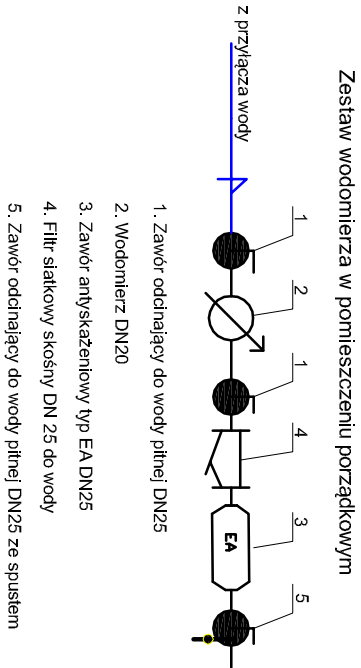 Zestaw wodomierza w pomieszczeniu porządkowym
z przyłącza wody
1
2
1
4
3
5
EA
1. Zawór odcinający do wody pitnej DN25
2. Wodomierz DN20
3. Zawór antyskażeniowy typ EA DN25
4. Filtr siatkowy skośny DN 25 do wody
5. Zawór odcinający do wody pitnej DN25 ze spustem